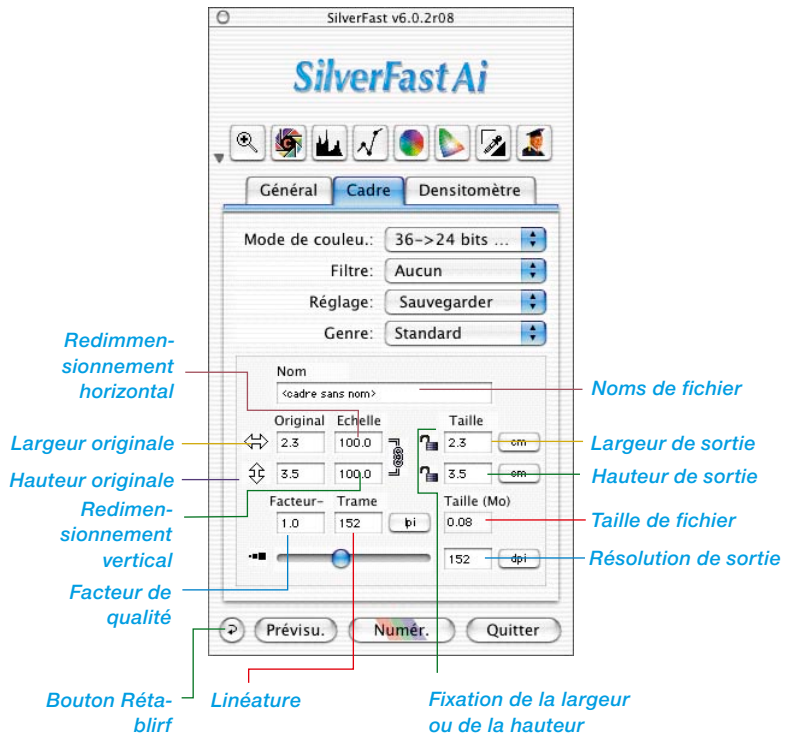 SilverFast v6.0.2r08
SilverFast Ai
Général Cadre Densitomètre
Mode de couleu.: 36->24 bits ...
Filtre: Aucun
Réglage: Sauvegarder
Genre: Standard
Redimmen-
sionnement
horizontal
Nom
<cadre sans nom>
Noms de fichier
Original Echelle Taille
Largeur originale
2.3 100.0 2.3 cm
Largeur de sortie
Hauteur originale
3.5 100.0 3.5 cm
Hauteur de sortie
Redimen-
sionnement
vertical
Facteur- Trame Taille (Mo)
1.0 152 lpi 0.08
Taille de fichier
152 dpi
Résolution de sortie
Facteur de
qualité
Prévisu. Numér. Quitter
Bouton Réta-
blirf
Linéature
Fixation de la largeur
ou de la hauteur